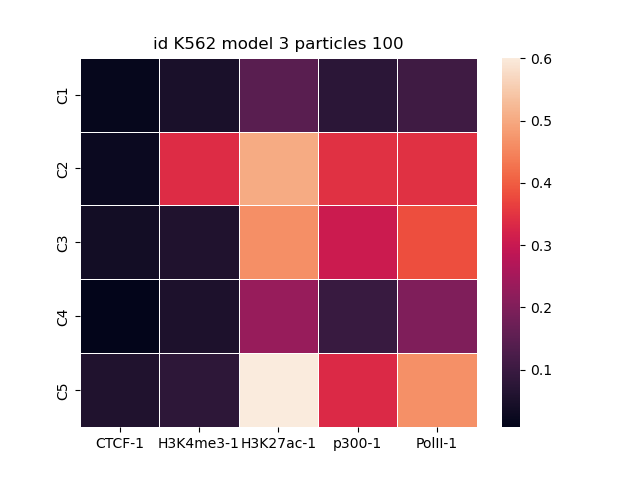 id K562 model 3 particles 100
C1
C2
C3
C4
C5
CTCF-1 H3K4me3-1 H3K27ac-1 p300-1 PolII-1
0.6
0.5
0.4
0.3
0.2
0.1